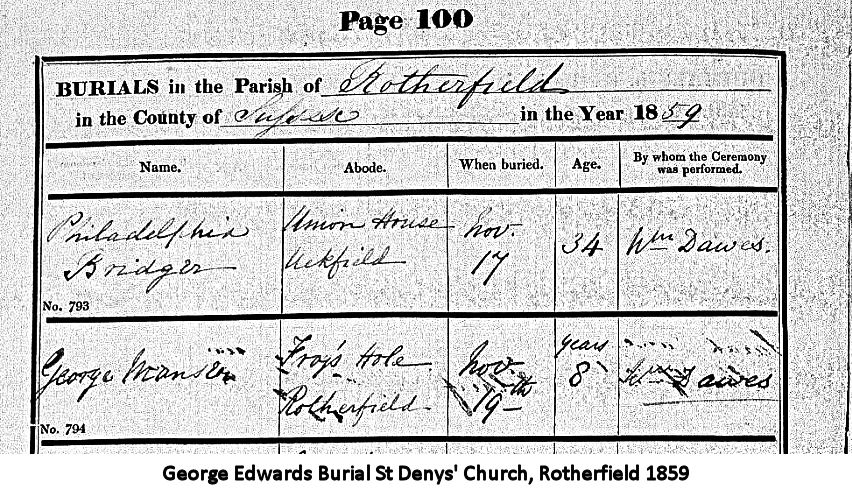 Page 100
BURIALS in the Parish of Rotherfield
in the County of Sussex in the Year 1859
Name. Abode. When buried. Age. By whom the Ceremony was performed.
Philadelphia Union House Nov. 34 Wm Dawes.
Bridger Uckfield 17
No. 793
George Frog's Hole Nov years
Rotherfield 19th 8 Wm Dawes
No. 794
George Edwards Burial St Denys' Church, Rotherfield 1859